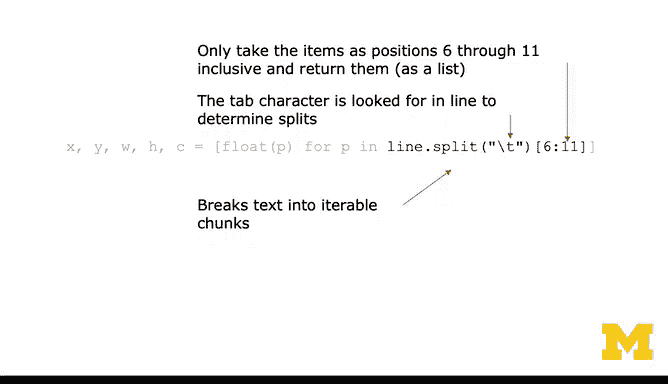 Only take the items as positions 6 through 11
inclusive and return them (as a list)
The tab character is looked for in line to
determine splits
x, y, w, h, c = [float(p) for p in line.split("\t")[6:11]]
Breaks text into iterable
chunks
M